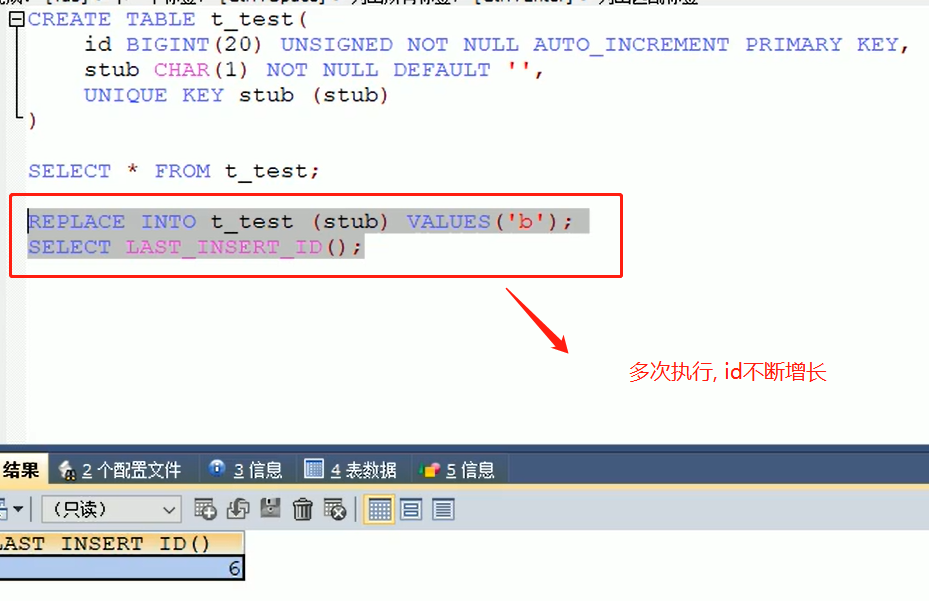 CREATE TABLE t_test(
id BIGINT(20) UNSIGNED NOT NULL AUTO_INCREMENT PRIMARY KEY,
stub CHAR(1) NOT NULL DEFAULT '',
UNIQUE KEY stub (stub)
)
SELECT * FROM t_test;
REPLACE INTO t_test (stub) VALUES('b');
SELECT LAST_INSERT_ID();
多次执行, id不断增长
结果 2 个配置文件 3 信息 4 表数据 5 信息
(只读)
LAST_INSERT_ID()
6